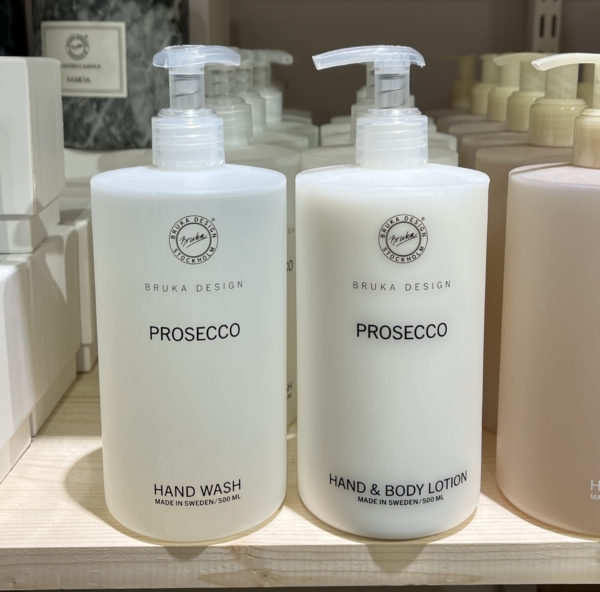 SAMOA
BRUKA DESIGN
Bruka
STOCKHOLM
BRUKA DESIGN
PROSECCO
HAND WASH
MADE IN SWEDEN/500 ML
BRUKA DESIGN
Bruka
STOCKHOLM
BRUKA DESIGN
PROSECCO
HAND & BODY LOTION
MADE IN SWEDEN/500 ML